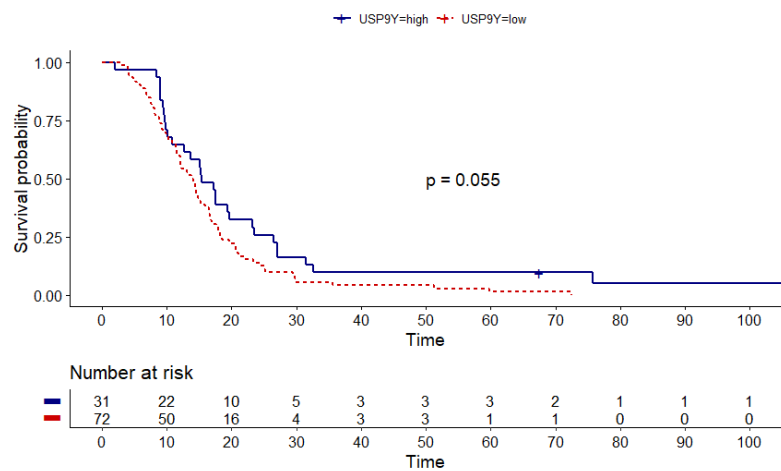 USP9Y=high USP9Y=low
1.00
0.75
0.50
0.25
0.00
Survival probability
p = 0.055
0 10 20 30 40 50 60 70 80 90 100
Time
Number at risk
31 22 10 5 3 3 3 2 1 1 1
72 50 16 4 3 3 1 1 0 0 0
0 10 20 30 40 50 60 70 80 90 100
Time